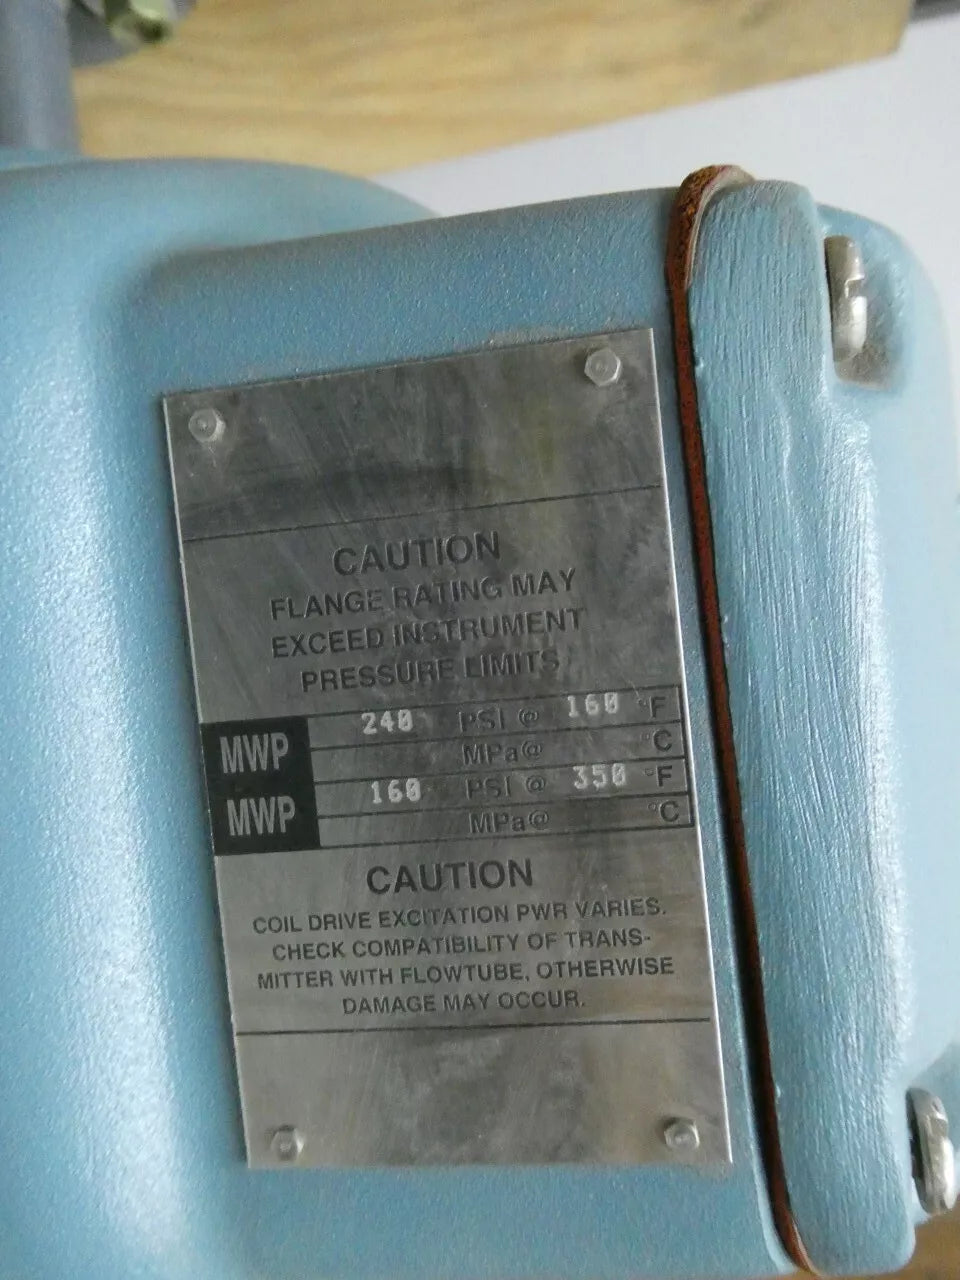 CAUTION
FLANGE RATING MAY
EXCEED INSTRUMENT
PRESSURE LIMITS
MWP 240 PSI @ 160 °F
MPa@ °C
MWP 160 PSI @ 350 °F
MPa@ °C
CAUTION
COIL DRIVE EXCITATION PWR VARIES.
CHECK COMPATIBILITY OF TRANS-
MITTER WITH FLOWTUBE, OTHERWISE
DAMAGE MAY OCCUR.